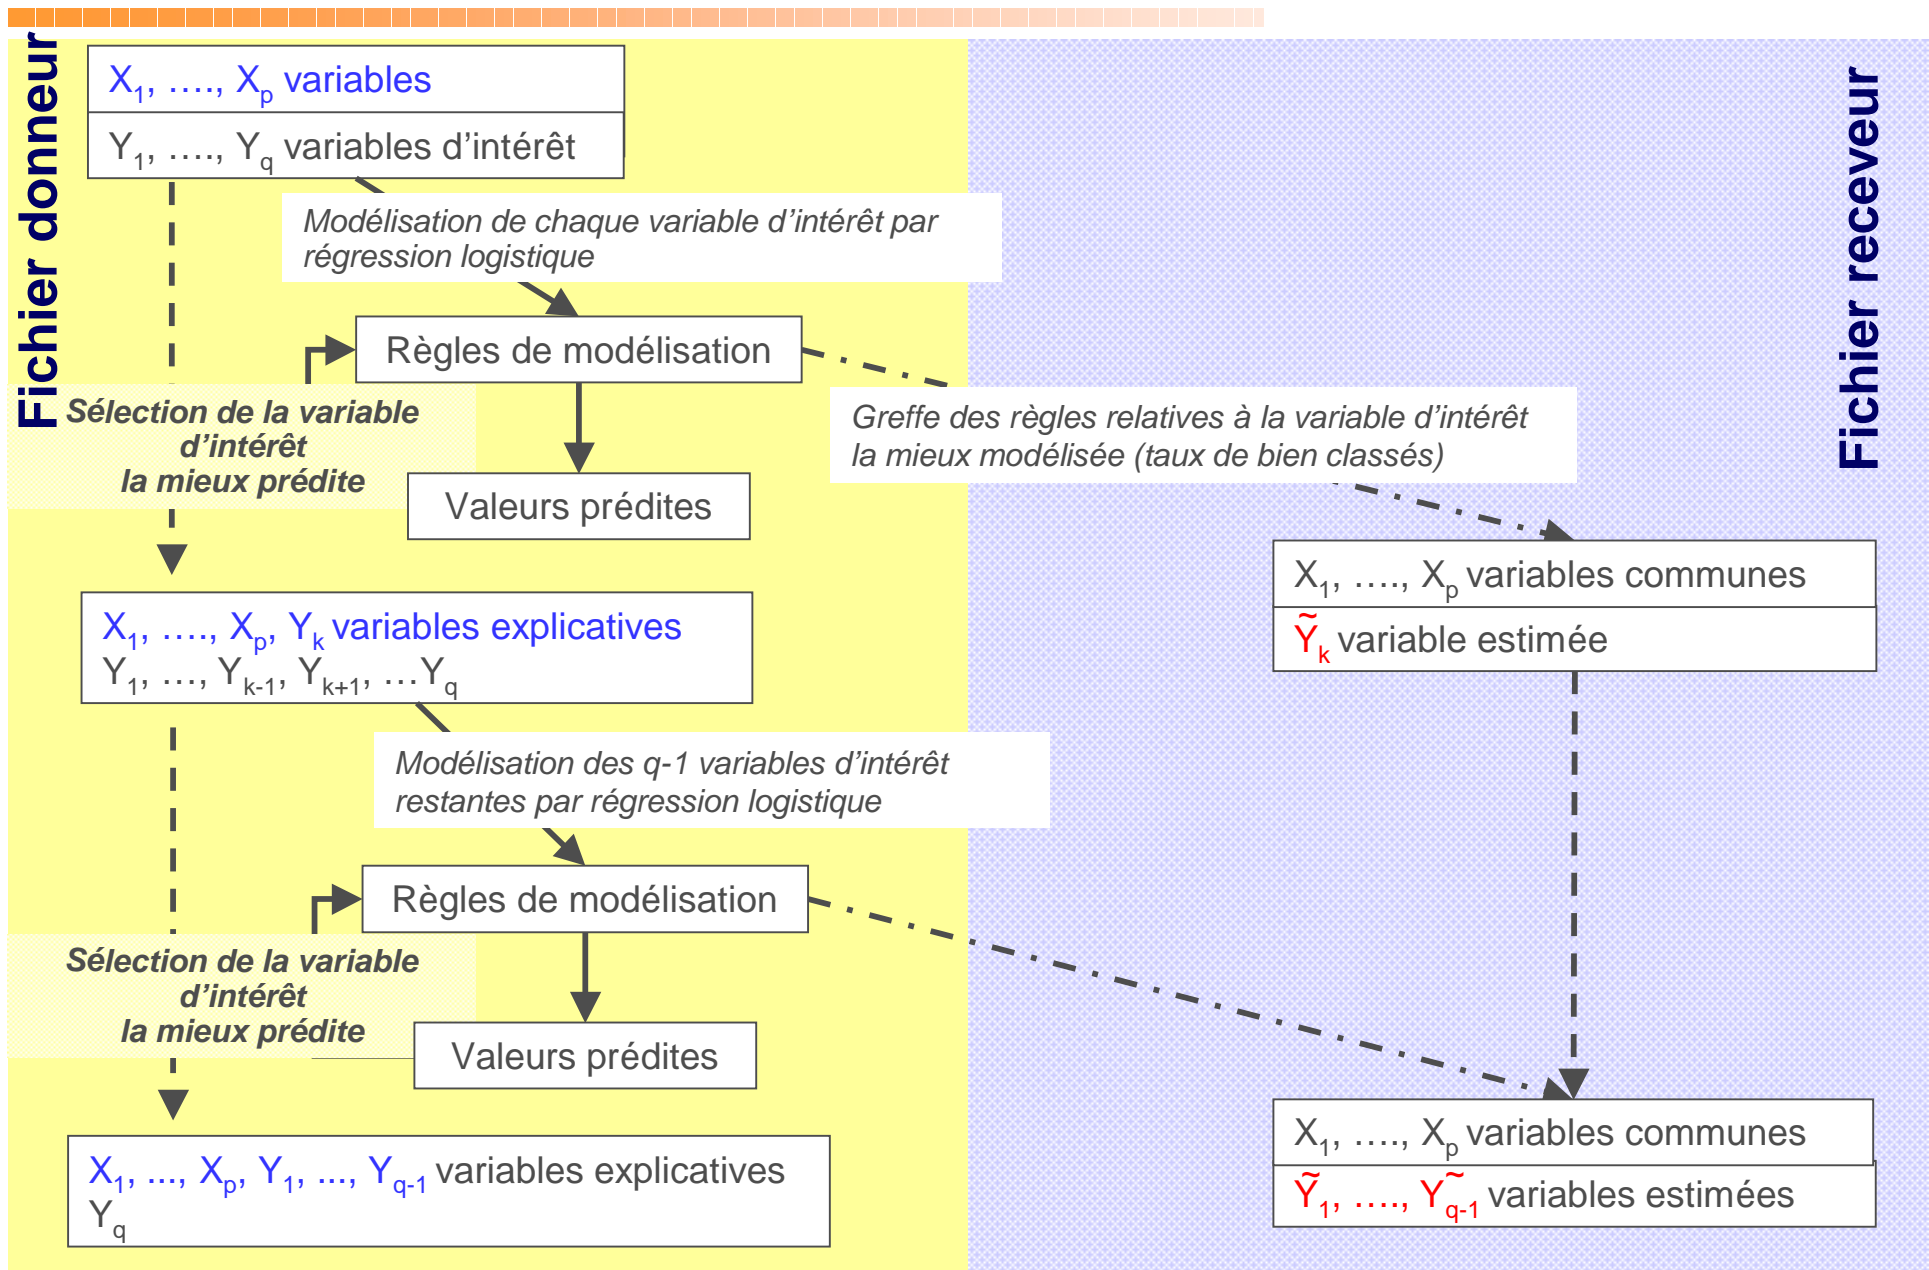 Fichier donneur
X1, …., Xp variables
Y1, …., Yq variables d'intérêt
Modélisation de chaque variable d'intérêt par
régression logistique
Règles de modélisation
Sélection de la variable
d'intérêt
la mieux prédite
Valeurs prédites
X1, …., Xp, Yk variables explicatives
Y1, …, Yk-1, Yk+1, …Yq
Modélisation des q-1 variables d'intérêt
restantes par régression logistique
Règles de modélisation
Sélection de la variable
d'intérêt
la mieux prédite
Valeurs prédites
X1, ..., Xp, Y1, ..., Yq-1 variables explicatives
Yq
Fichier receveur
Greffe des règles relatives à la variable d'intérêt
la mieux modélisée (taux de bien classés)
X1, …., Xp variables communes
Ỹk variable estimée
X1, …., Xp variables communes
Ỹ1, …., Ỹq-1 variables estimées